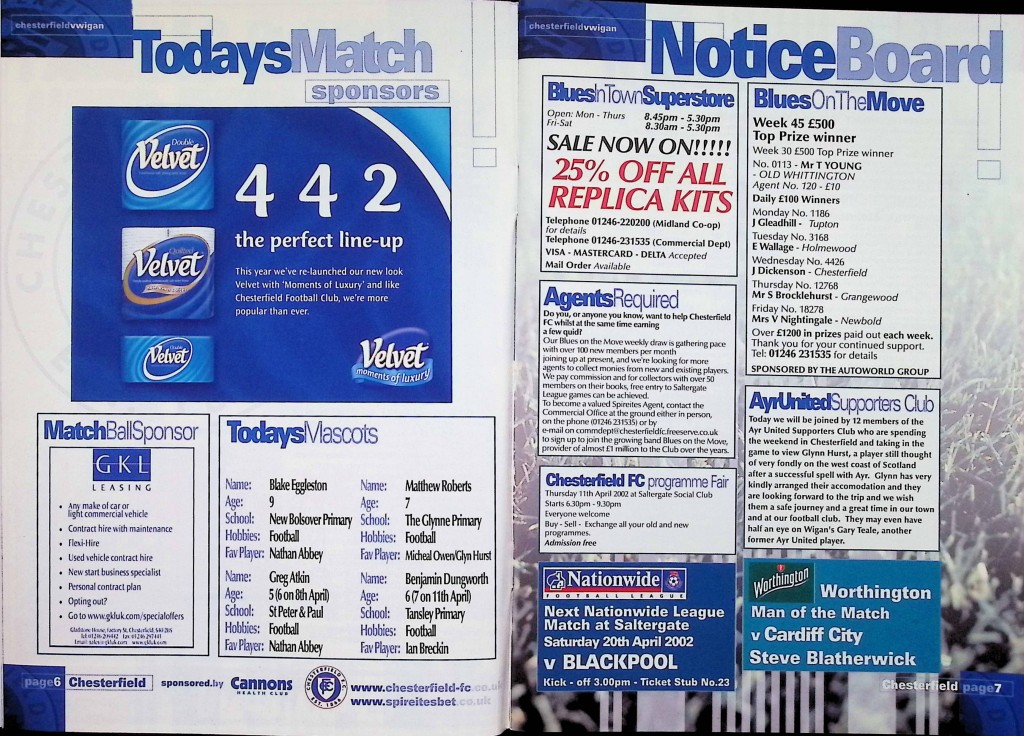 chesterfieldvwigan
TodaysMatch
sponsors
Double
Velvet
Quilted
Velvet
Double
Velvet
4 4 2
the perfect line-up
This year we've re-launched our new look
Velvet with 'Moments of Luxury' and like
Chesterfield Football Club, we're more
popular than ever.
Velvet
moments of luxury
MatchBallSponsor
GKL
LEASING
• Any make of car or
light commercial vehicle
• Contract hire with maintenance
• Flexi-Hire
• Used vehicle contract hire
• New start business specialist
• Personal contract plan
• Opting out?
• Go to www.gkluk.com/specialoffers
TodaysMascots
Name: Blake Eggleston
Age: 9
School: New Bolsover Primary
Hobbies: Football
Fav Player: Nathan Abbey
Name: Matthew Roberts
Age: 7
School: The Glynne Primary
Hobbies: Football
Fav Player: Micheal Owen/Glyn Hurst
Name: Greg Atkin
Age: 5 (6 on 8th April)
School: St Peter & Paul
Hobbies: Football
Fav Player: Nathan Abbey
Name: Benjamin Dungworth
Age: 6 (7 on 11th April)
School: Tansley Primary
Hobbies: Football
Fav Player: Ian Breckin
page6 Chesterfield sponsored.by Cannons
HEALTH CLUB
CHESTERFIELD F.C.
EST. 1866
www.chesterfield-fc.co.uk
www.spireitesbet.co.uk
chesterfieldvwigan
NoticeBoard
BluesInTownSuperstore
Open: Mon - Thurs 8.45pm - 5.30pm
Fri-Sat 8.30am - 5.30pm
SALE NOW ON!!!!!
25% OFF ALL
REPLICA KITS
Telephone 01246-220200 (Midland Co-op)
for details
Telephone 01246-231535 (Commercial Dept)
VISA - MASTERCARD - DELTA Accepted
Mail Order Available
AgentsRequired
Do you, or anyone you know, want to help Chesterfield
FC whilst at the same time earning
a few quid?
Our Blues on the Move weekly draw is gathering pace
with over 100 new members per month
joining up at present, and we're looking for more
agents to collect monies from new and existing players.
We pay commission and for collectors with over 50
members on their books, free entry to Saltergate
League games can be achieved.
To become a valued Spireites Agent, contact the
Commercial Office at the ground either in person,
on the phone (01246 231535) or by
e-mail on commdept@chesterfieldfc.freeserve.co.uk
to sign up to join the growing band Blues on the Move,
provider of almost £1 million to the Club over the years.
Chesterfield FC programme Fair
Thursday 11th April 2002 at Saltergate Social Club
Starts 6.30pm - 9.30pm
Everyone welcome
Buy - Sell - Exchange all your old and new
programmes.
Admission free
Nationwide
FOOTBALL LEAGUE
Next Nationwide League
Match at Saltergate
Saturday 20th April 2002
v BLACKPOOL
Kick - off 3.00pm - Ticket Stub No.23
BluesOnTheMove
Week 45 £500
Top Prize winner
Week 30 £500 Top Prize winner
No. 0113 - Mr T YOUNG
- OLD WHITTINGTON
Agent No. 120 - £10
Daily £100 Winners
Monday No. 1186
J Gleadhill - Tupton
Tuesday No. 3168
E Wallage - Holmewood
Wednesday No. 4426
J Dickenson - Chesterfield
Thursday No. 12768
Mr S Brocklehurst - Grangewood
Friday No. 18278
Mrs V Nightingale - Newbold
Over £1200 in prizes paid out each week.
Thank you for your continued support.
Tel: 01246 231535 for details
SPONSORED BY THE AUTOWORLD GROUP
AyrUnitedSupporters Club
Today we will be joined by 12 members of the
Ayr United Supporters Club who are spending
the weekend in Chesterfield and taking in the
game to view Glynn Hurst, a player still thought
of very fondly on the west coast of Scotland
after a successful spell with Ayr. Glynn has very
kindly arranged their accomodation and they
are looking forward to the trip and we wish
them a safe journey and a great time in our town
and at our football club. They may even have
half an eye on Wigan's Gary Teale, another
former Ayr United player.
Worthington
Worthington
Man of the Match
v Cardiff City
Steve Blatherwick
Chesterfield page7